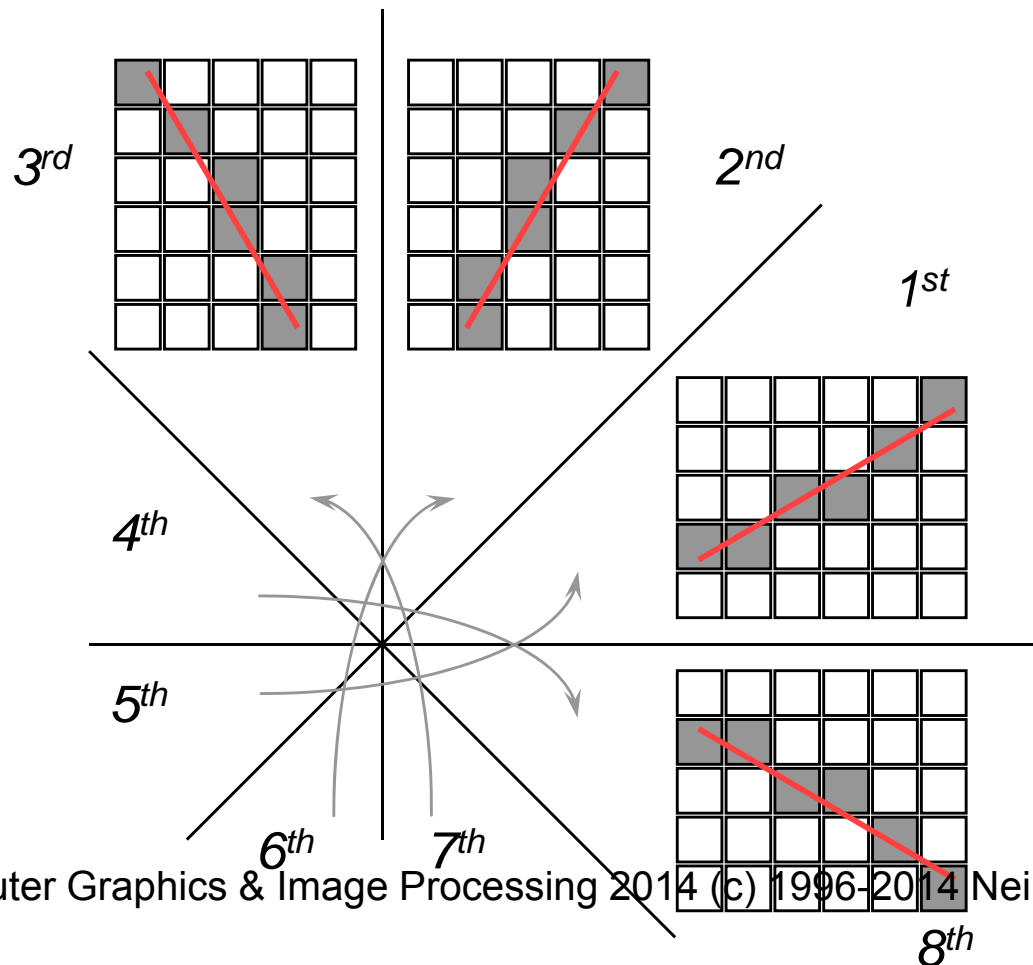 3rd
2nd
1st
4th
5th
6th
7th
uter Graphics & Image Processing 2014 (c) 1996-2014 Nei
8th